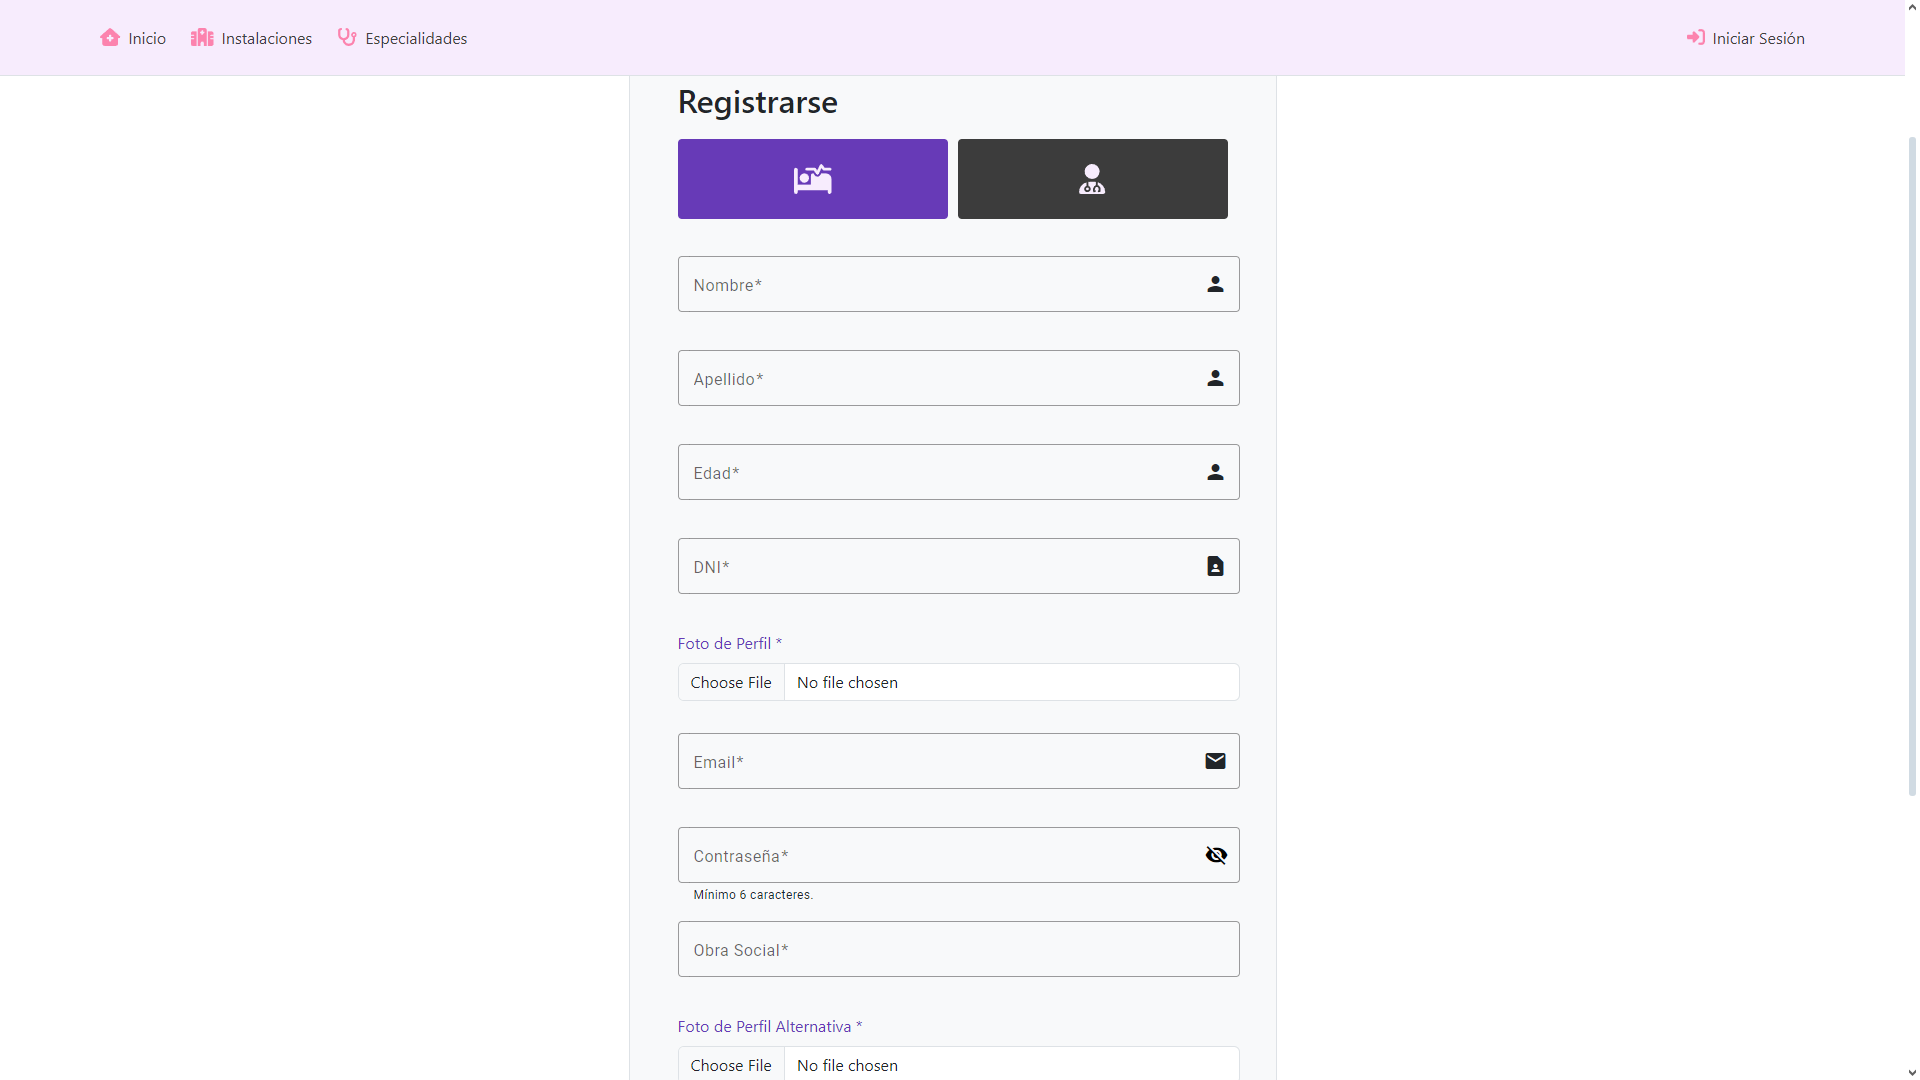 Inicio Instalaciones Especialidades Iniciar Sesión
Registrarse
Nombre*
Apellido*
Edad*
DNI*
Foto de Perfil *
Choose File No file chosen
Email*
Contraseña*
Mínimo 6 caracteres.
Obra Social*
Foto de Perfil Alternativa *
Choose File No file chosen